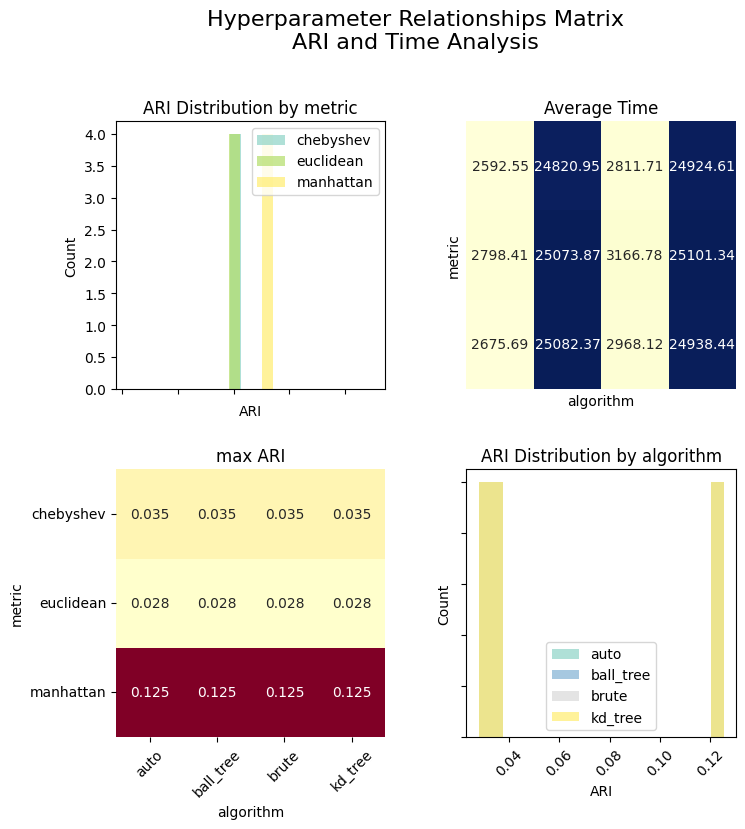 Hyperparameter Relationships Matrix
ARI and Time Analysis
ARI Distribution by metric
4.0
3.5
3.0
2.5
2.0
1.5
1.0
0.5
0.0
Count
ARI
chebyshev
euclidean
manhattan
Average Time
metric
2592.55 24820.95 2811.71 24924.61
2798.41 25073.87 3166.78 25101.34
2675.69 25082.37 2968.12 24938.44
algorithm
max ARI
metric
chebyshev 0.035 0.035 0.035 0.035
euclidean 0.028 0.028 0.028 0.028
manhattan 0.125 0.125 0.125 0.125
auto ball_tree brute kd_tree
algorithm
ARI Distribution by algorithm
Count
auto
ball_tree
brute
kd_tree
0.04 0.06 0.08 0.10 0.12
ARI